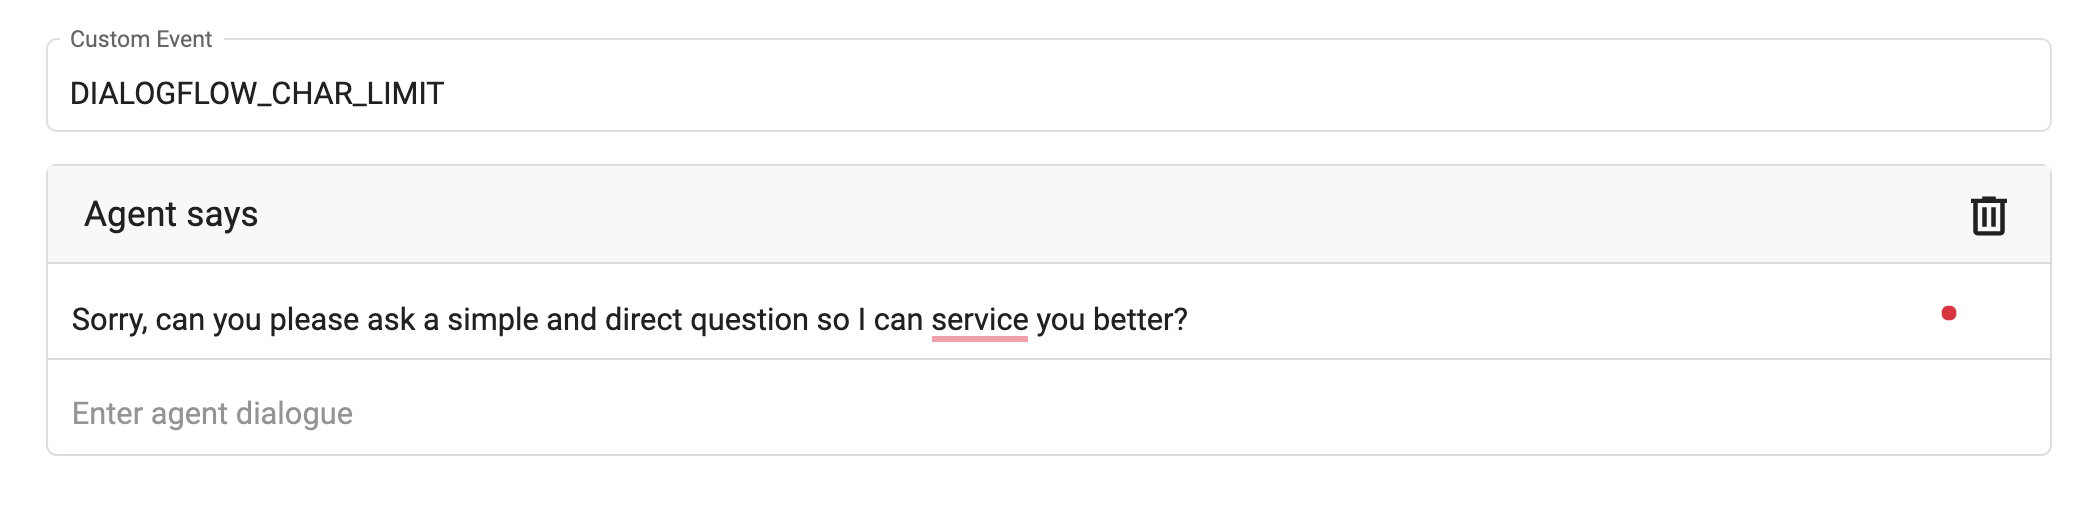 Custom Event
DIALOGFLOW_CHAR_LIMIT
Agent says
Sorry, can you please ask a simple and direct question so I can service you better?
Enter agent dialogue